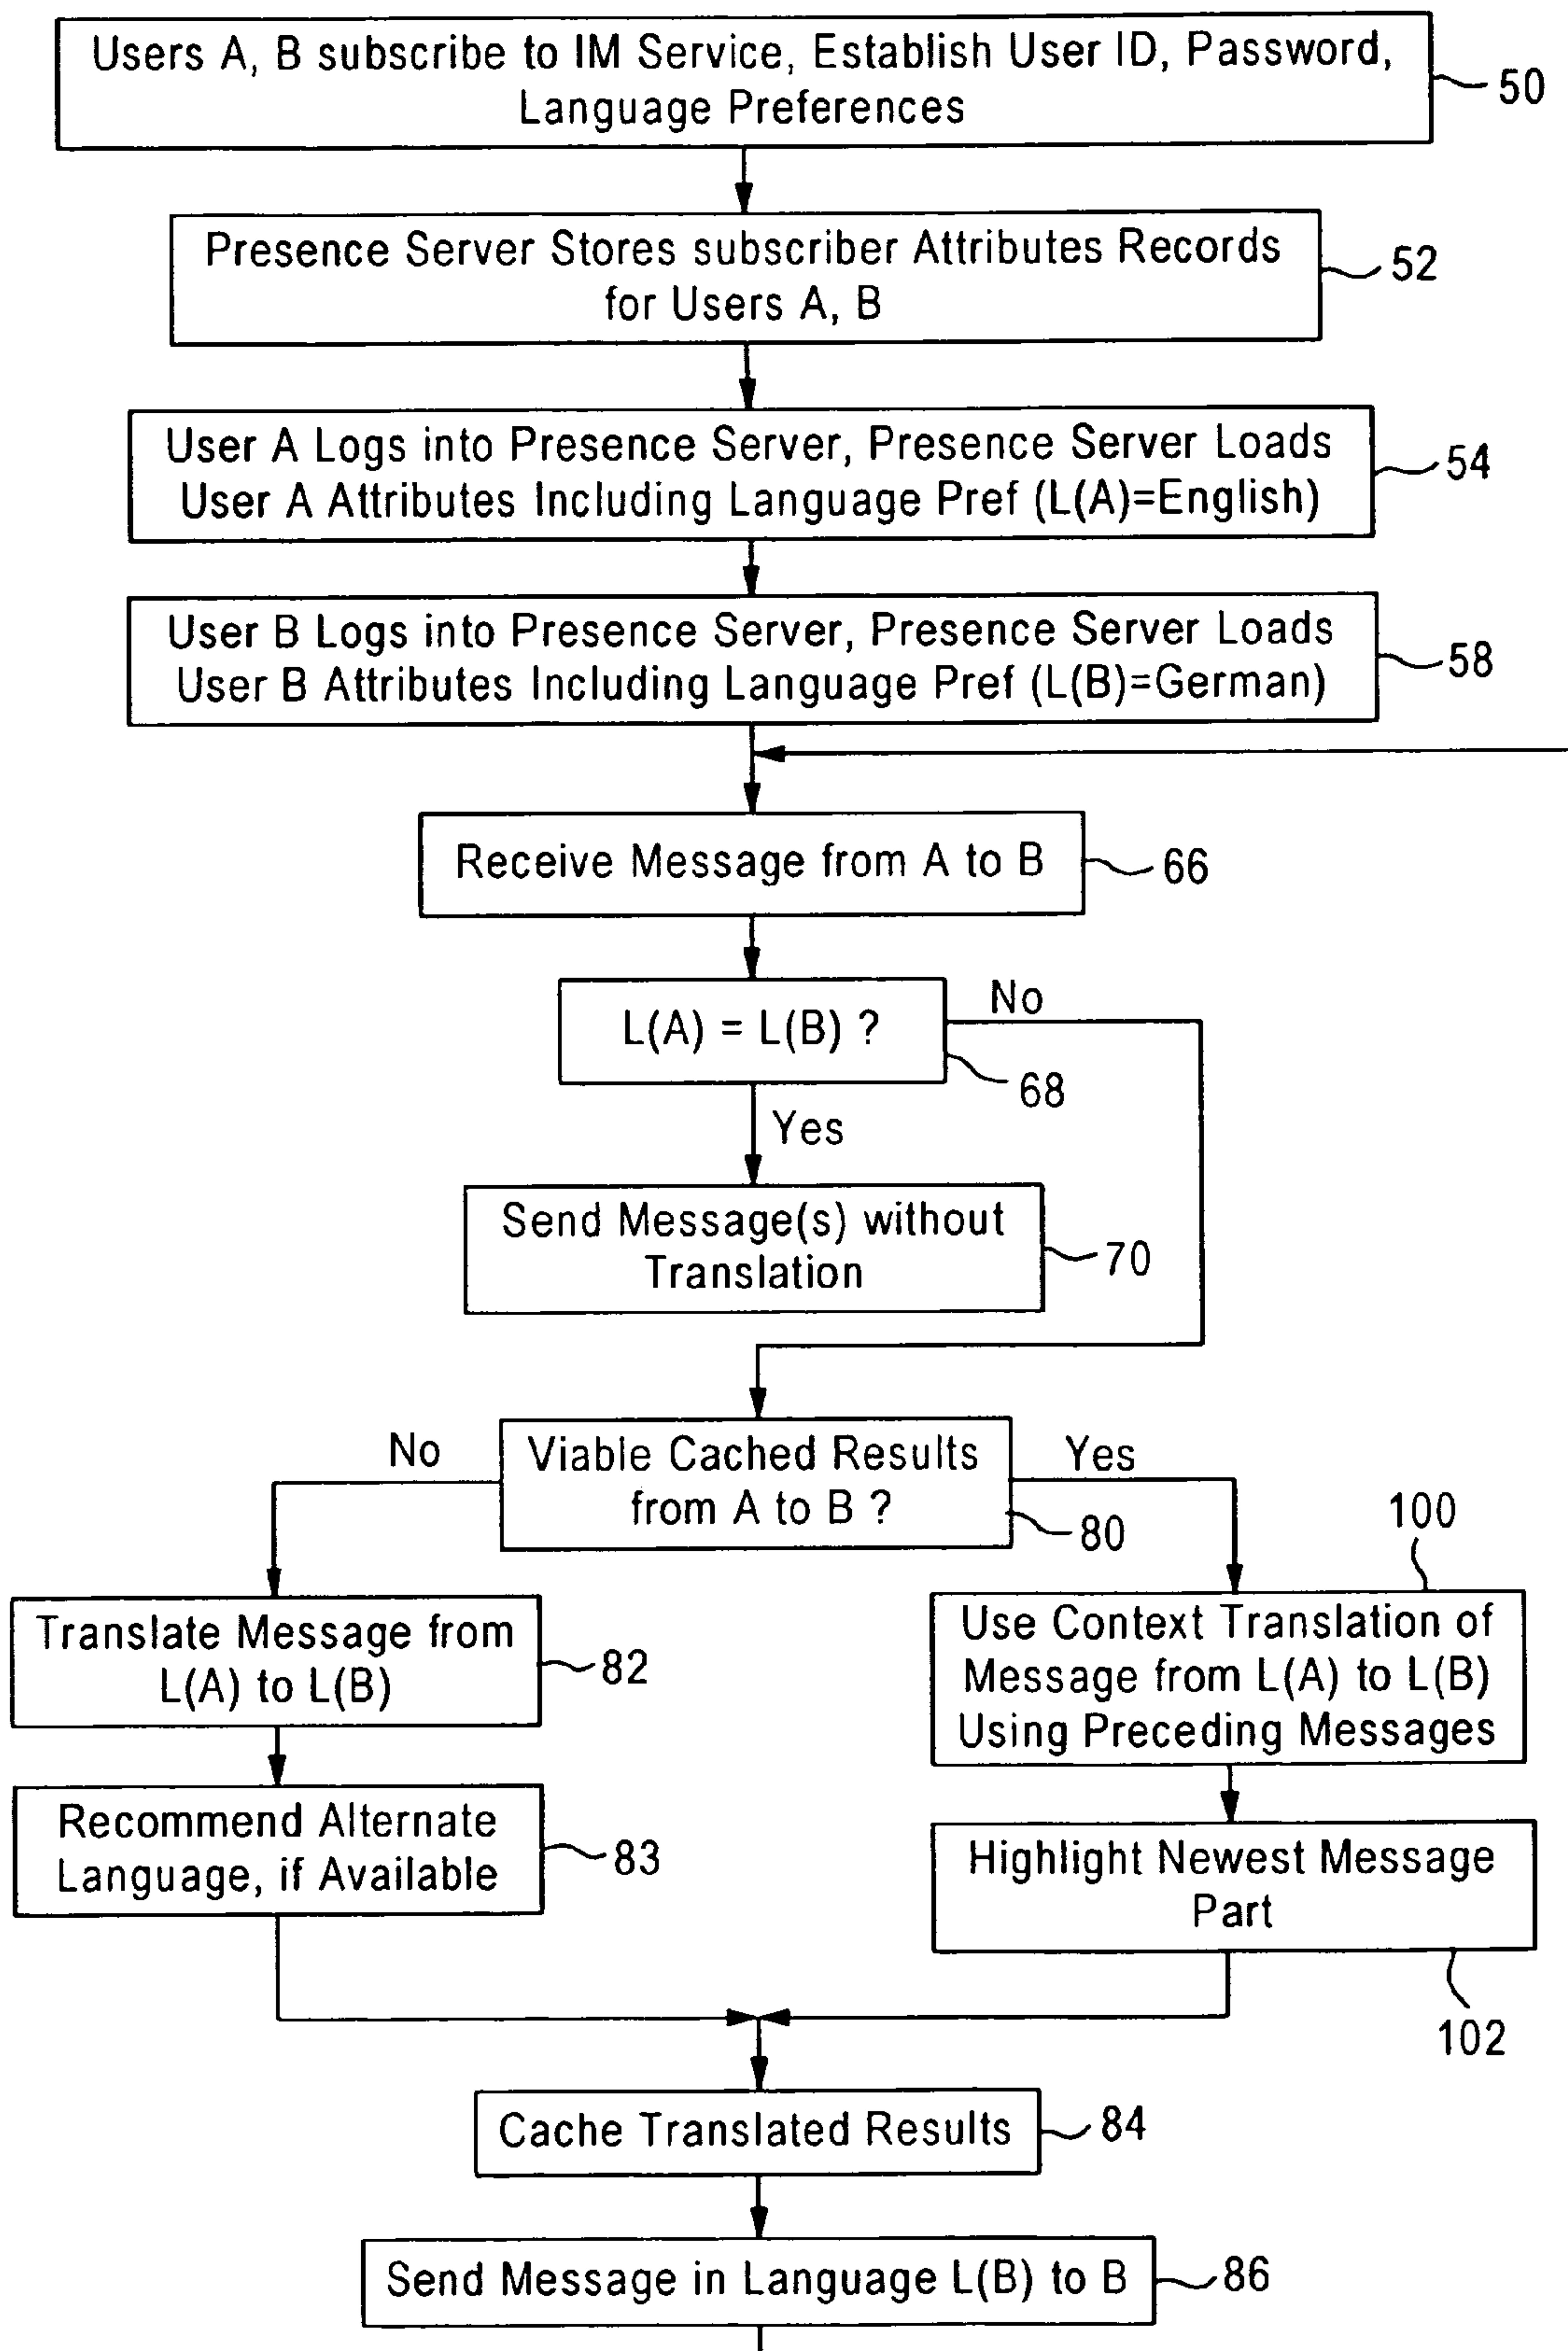 Users A, B subscribe to IM Service, Establish User ID, Password,
Language Preferences
50
Presence Server Stores subscriber Attributes Records
for Users A, B
52
User A Logs into Presence Server, Presence Server Loads
User A Attributes Including Language Pref (L(A)=English)
54
User B Logs into Presence Server, Presence Server Loads
User B Attributes Including Language Pref (L(B)=German)
58
Receive Message from A to B
66
L(A) = L(B) ?
No
68
Yes
Send Message(s) without
Translation
70
No
Viable Cached Results
from A to B ?
Yes
80
100
Translate Message from
L(A) to L(B)
82
Use Context Translation of
Message from L(A) to L(B)
Using Preceding Messages
Recommend Alternate
Language, if Available
83
Highlight Newest Message
Part
102
Cache Translated Results
84
Send Message in Language L(B) to B
86